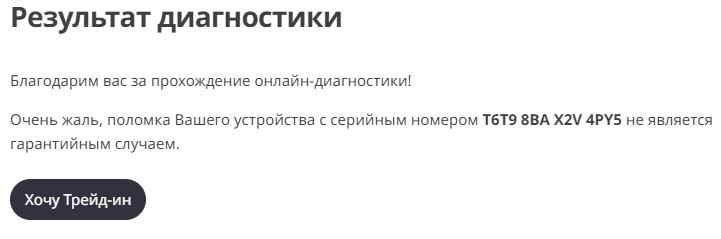 Результат диагностики
Благодарим вас за прохождение онлайн-диагностики!
Очень жаль, поломка Вашего устройства с серийным номером T6T9 8BA X2V 4PY5 не является
гарантийным случаем.
Хочу Трейд-ин